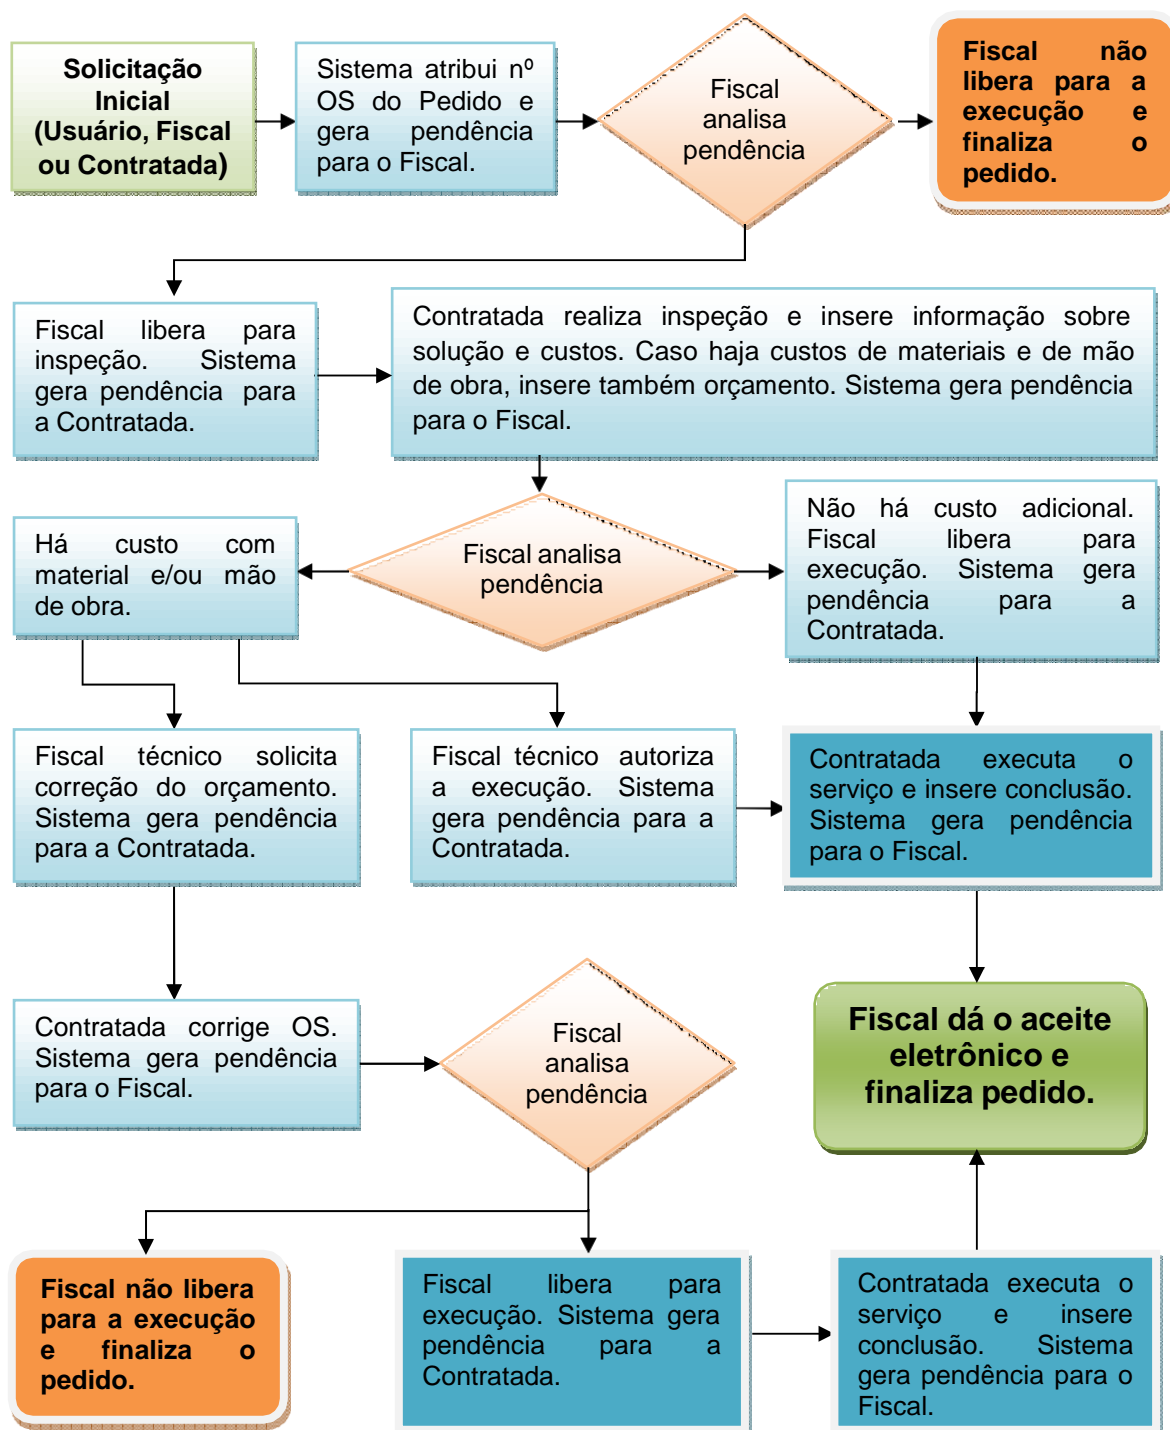 Solicitação
Inicial
(Usuário, Fiscal
ou Contratada)
Sistema atribui nº
OS do Pedido e
gera pendência
para o Fiscal.
Fiscal
analisa
pendência
Fiscal não
libera para a
execução e
finaliza o
pedido.
Fiscal libera para
inspeção. Sistema
gera pendência para
a Contratada.
Contratada realiza inspeção e insere informação sobre
solução e custos. Caso haja custos de materiais e de mão
de obra, insere também orçamento. Sistema gera pendência
para o Fiscal.
Há custo com
material e/ou mão
de obra.
Fiscal analisa
pendência
Não há custo adicional.
Fiscal libera para
execução. Sistema gera
pendência para a
Contratada.
Fiscal técnico solicita
correção do orçamento.
Sistema gera pendência
para a Contratada.
Fiscal técnico autoriza
a execução. Sistema
gera pendência para a
Contratada.
Contratada executa o
serviço e insere conclusão.
Sistema gera pendência
para o Fiscal.
Contratada corrige OS.
Sistema gera pendência
para o Fiscal.
Fiscal
analisa
pendência
Fiscal dá o aceite
eletrônico e
finaliza pedido.
Fiscal não libera
para a execução
e finaliza o
pedido.
Fiscal libera para
execução. Sistema gera
pendência para a
Contratada.
Contratada executa o
serviço e insere
conclusão. Sistema
gera pendência para o
Fiscal.